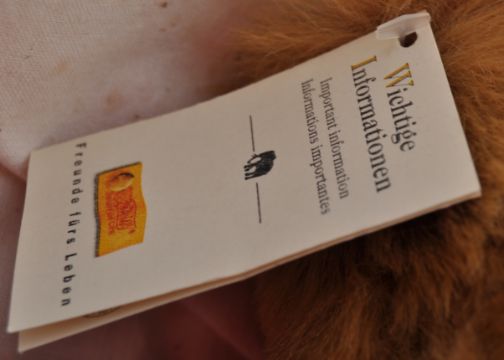 Wichtige
Informationen
Important information
Informations importantes
Freunde fürs Leben